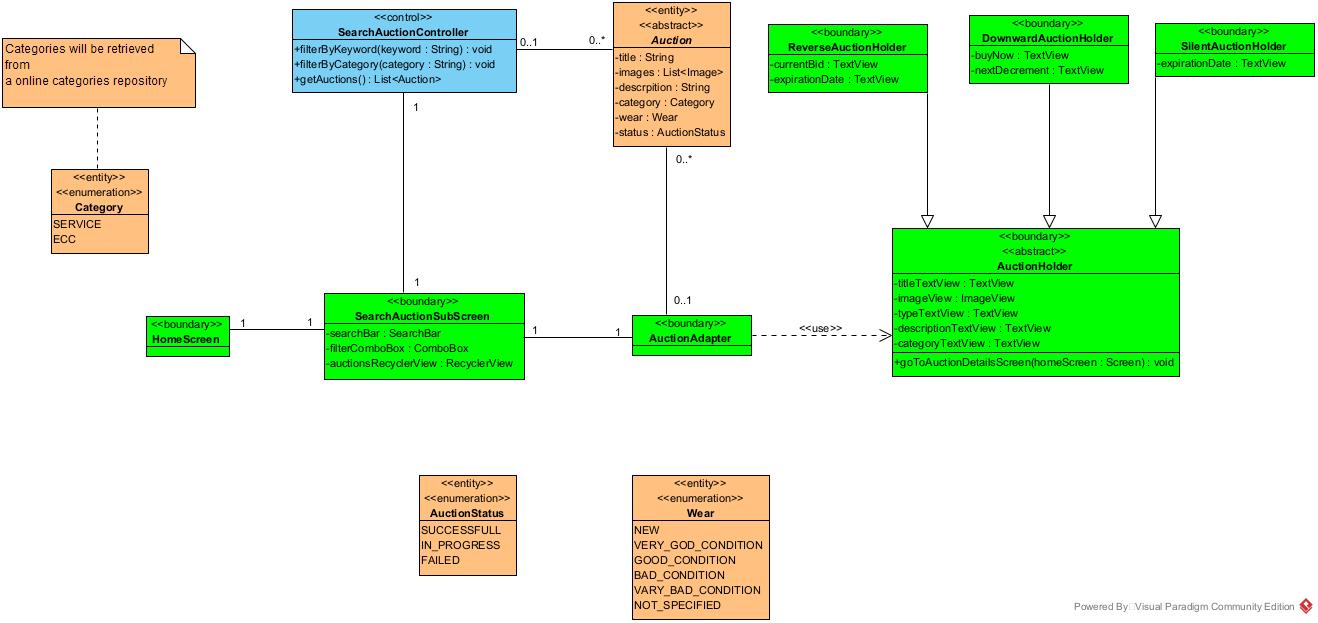 Categories will be retrieved
from
a online categories repository
<<entity>>
<<enumeration>>
Category
SERVICE
ECC
<<control>>
SearchAuctionController
+filterByKeyword(keyword : String) : void
+filterByCategory(category : String) : void
+getAuctions() : List<Auction>
0..1
0..*
1
1
<<entity>>
<<abstract>>
Auction
-title : String
-images : List<Image>
-descrpition : String
-category : Category
-wear : Wear
-status : AuctionStatus
0..*
0..1
<<boundary>>
ReverseAuctionHolder
-currentBid : TextView
-expirationDate : TextView
<<boundary>>
DownwardAuctionHolder
-buyNow : TextView
-nextDecrement : TextView
<<boundary>>
SilentAuctionHolder
-expirationDate : TextView
<<boundary>>
HomeScreen
1
1
<<boundary>>
SearchAuctionSubScreen
-searchBar : SearchBar
-filterComboBox : ComboBox
-auctionsRecyclerView : RecyclerView
1
1
<<boundary>>
AuctionAdapter
<<use>>
<<boundary>>
<<abstract>>
AuctionHolder
-titleTextView : TextView
-imageView : ImageView
-typeTextView : TextView
-descriptionTextView : TextView
-categoryTextView : TextView
+goToAuctionDetailsScreen(homeScreen : Screen) : void
<<entity>>
<<enumeration>>
AuctionStatus
SUCCESSFULL
IN_PROGRESS
FAILED
<<entity>>
<<enumeration>>
Wear
NEW
VERY_GOD_CONDITION
GOOD_CONDITION
BAD_CONDITION
VARY_BAD_CONDITION
NOT_SPECIFIED
Powered By Visual Paradigm Community Edition